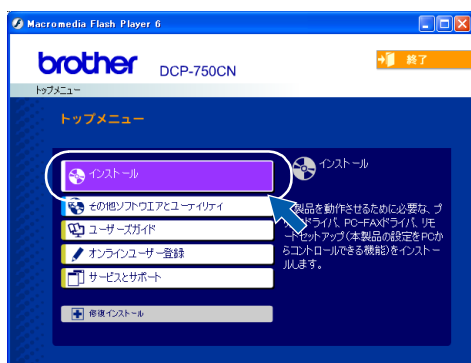 Macromedia Flash Player 6
brother DCP-750CN
終了
トップメニュー
トップメニュー
インストール
その他ソフトウエアとユーティリティ
ユーザーズガイド
オンラインユーザー登録
サービスとサポート
修復インストール
インストール
製品を動作させるために必要な、プ
ドライバ、PC-FAXドライバ、リモ
ートセットアップ（本製品の設定をPCか
らコントロールできる機能）をインストー
ルします。